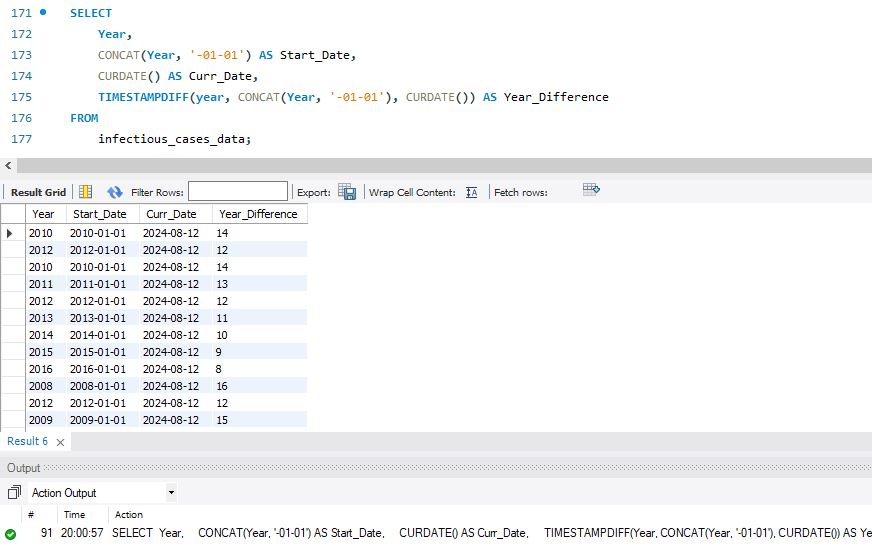 171 SELECT
172 Year,
173 CONCAT(Year, '-01-01') AS Start_Date,
174 CURDATE() AS Curr_Date,
175 TIMESTAMPDIFF(year, CONCAT(Year, '-01-01'), CURDATE()) AS Year_Difference
176 FROM
177 infectious_cases_data;
Result Grid Filter Rows: Export: Wrap Cell Content: Fetch rows:
Year Start_Date Curr_Date Year_Difference
2010 2010-01-01 2024-08-12 14
2012 2012-01-01 2024-08-12 12
2010 2010-01-01 2024-08-12 14
2011 2011-01-01 2024-08-12 13
2012 2012-01-01 2024-08-12 12
2013 2013-01-01 2024-08-12 11
2014 2014-01-01 2024-08-12 10
2015 2015-01-01 2024-08-12 9
2016 2016-01-01 2024-08-12 8
2008 2008-01-01 2024-08-12 16
2012 2012-01-01 2024-08-12 12
2009 2009-01-01 2024-08-12 15
Result 6
Output
Action Output
# Time Action
91 20:00:57 SELECT Year, CONCAT(Year, '-01-01') AS Start_Date, CURDATE() AS Curr_Date, TIMESTAMPDIFF(Year, CONCAT(Year, '-01-01'), CURDATE()) AS Ye